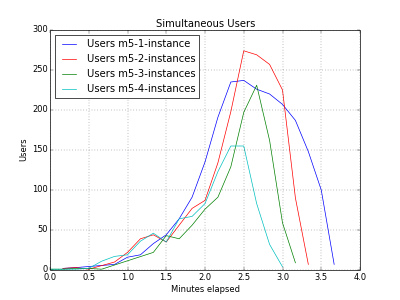 Simultaneous Users
300
250
200
150
100
50
0
Users
Users m5-1-instance
Users m5-2-instances
Users m5-3-instances
Users m5-4-instances
0.0 0.5 1.0 1.5 2.0 2.5 3.0 3.5 4.0
Minutes elapsed